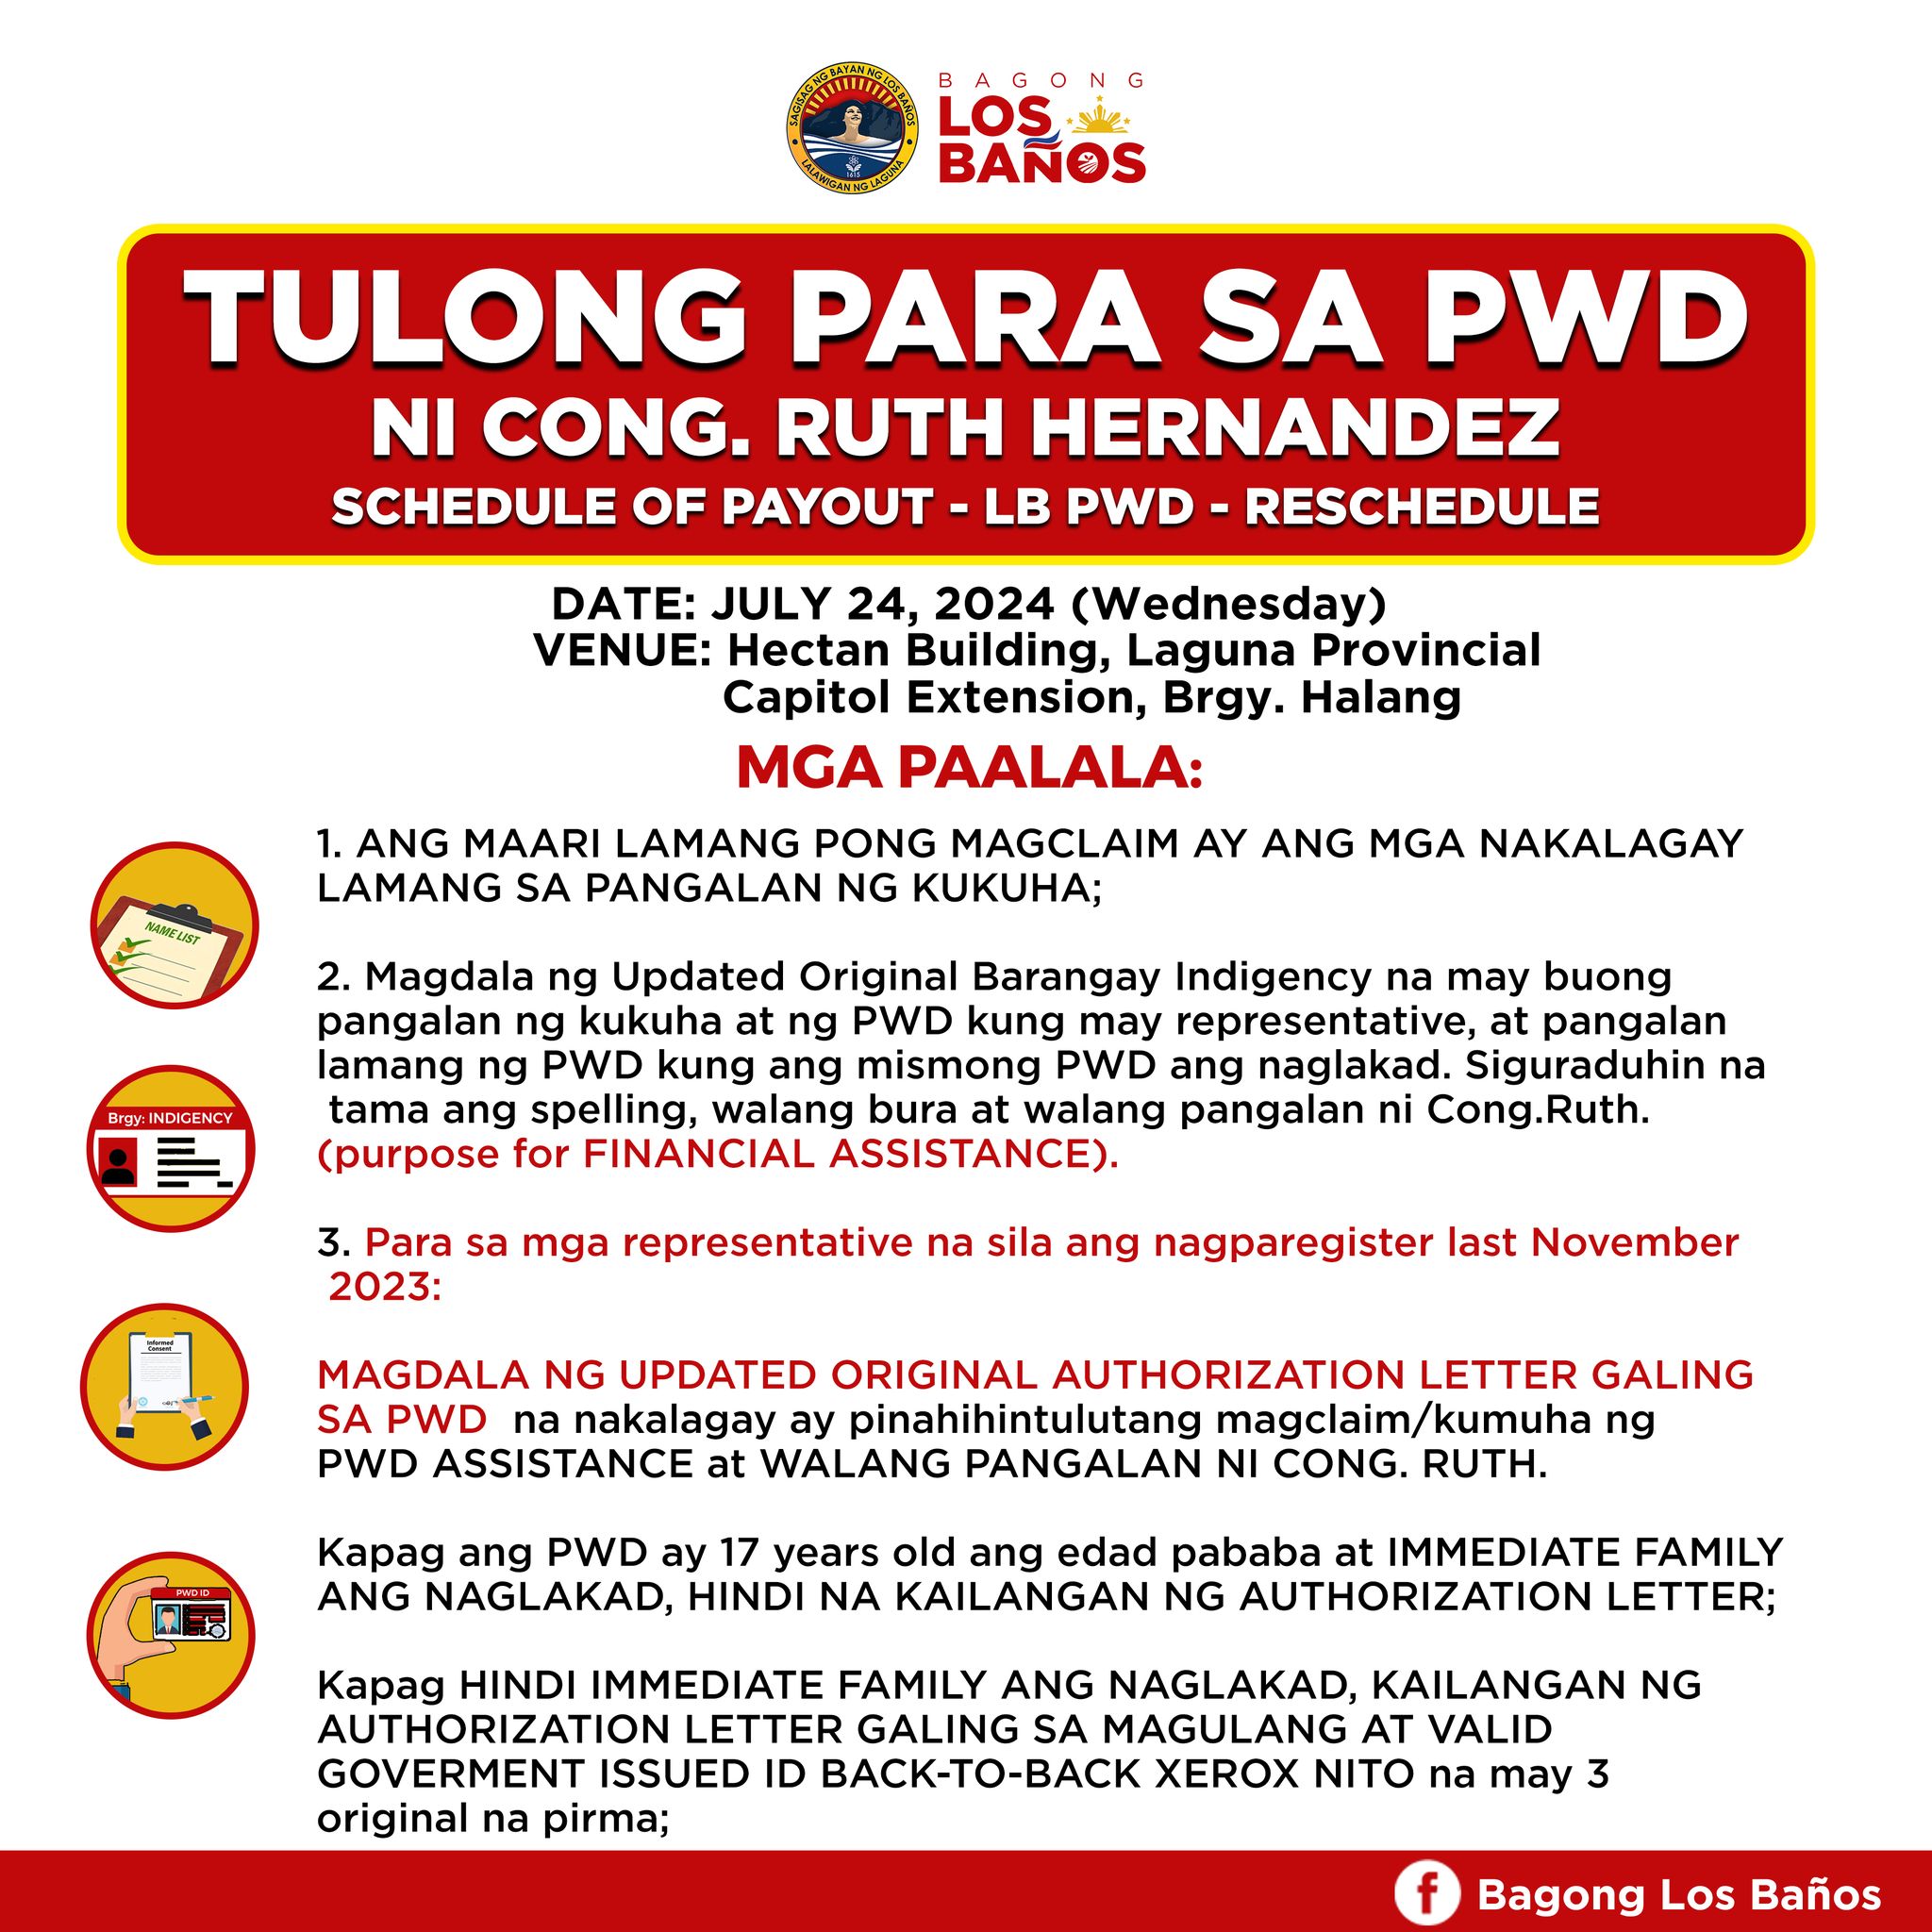 SAGISAG NG BAYAN NG LOS BAÑOS
LALAWIGAN NG LAGUNA
1615
BAGONG
LOS
BAÑOS
TULONG PARA SA PWD
NI CONG. RUTH HERNANDEZ
SCHEDULE OF PAYOUT - LB PWD - RESCHEDULE
DATE: JULY 24, 2024 (Wednesday)
VENUE: Hectan Building, Laguna Provincial
Capitol Extension, Brgy. Halang
MGA PAALALA:
NAME LIST
1. ANG MAARI LAMANG PONG MAGCLAIM AY ANG MGA NAKALAGAY
LAMANG SA PANGALAN NG KUKUHA;
Brgy: INDIGENCY
2. Magdala ng Updated Original Barangay Indigency na may buong
pangalan ng kukuha at ng PWD kung may representative, at pangalan
lamang ng PWD kung ang mismong PWD ang naglakad. Siguraduhin na
tama ang spelling, walang bura at walang pangalan ni Cong.Ruth.
(purpose for FINANCIAL ASSISTANCE).
3. Para sa mga representative na sila ang nagparegister last November
2023:
Informed
Consent
MAGDALA NG UPDATED ORIGINAL AUTHORIZATION LETTER GALING
SA PWD na nakalagay ay pinahihintulutang magclaim/kumuha ng
PWD ASSISTANCE at WALANG PANGALAN NI CONG. RUTH.
PWD ID
Kapag ang PWD ay 17 years old ang edad pababa at IMMEDIATE FAMILY
ANG NAGLAKAD, HINDI NA KAILANGAN NG AUTHORIZATION LETTER;
Kapag HINDI IMMEDIATE FAMILY ANG NAGLAKAD, KAILANGAN NG
AUTHORIZATION LETTER GALING SA MAGULANG AT VALID
GOVERMENT ISSUED ID BACK-TO-BACK XEROX NITO na may 3
original na pirma;
f Bagong Los Baños